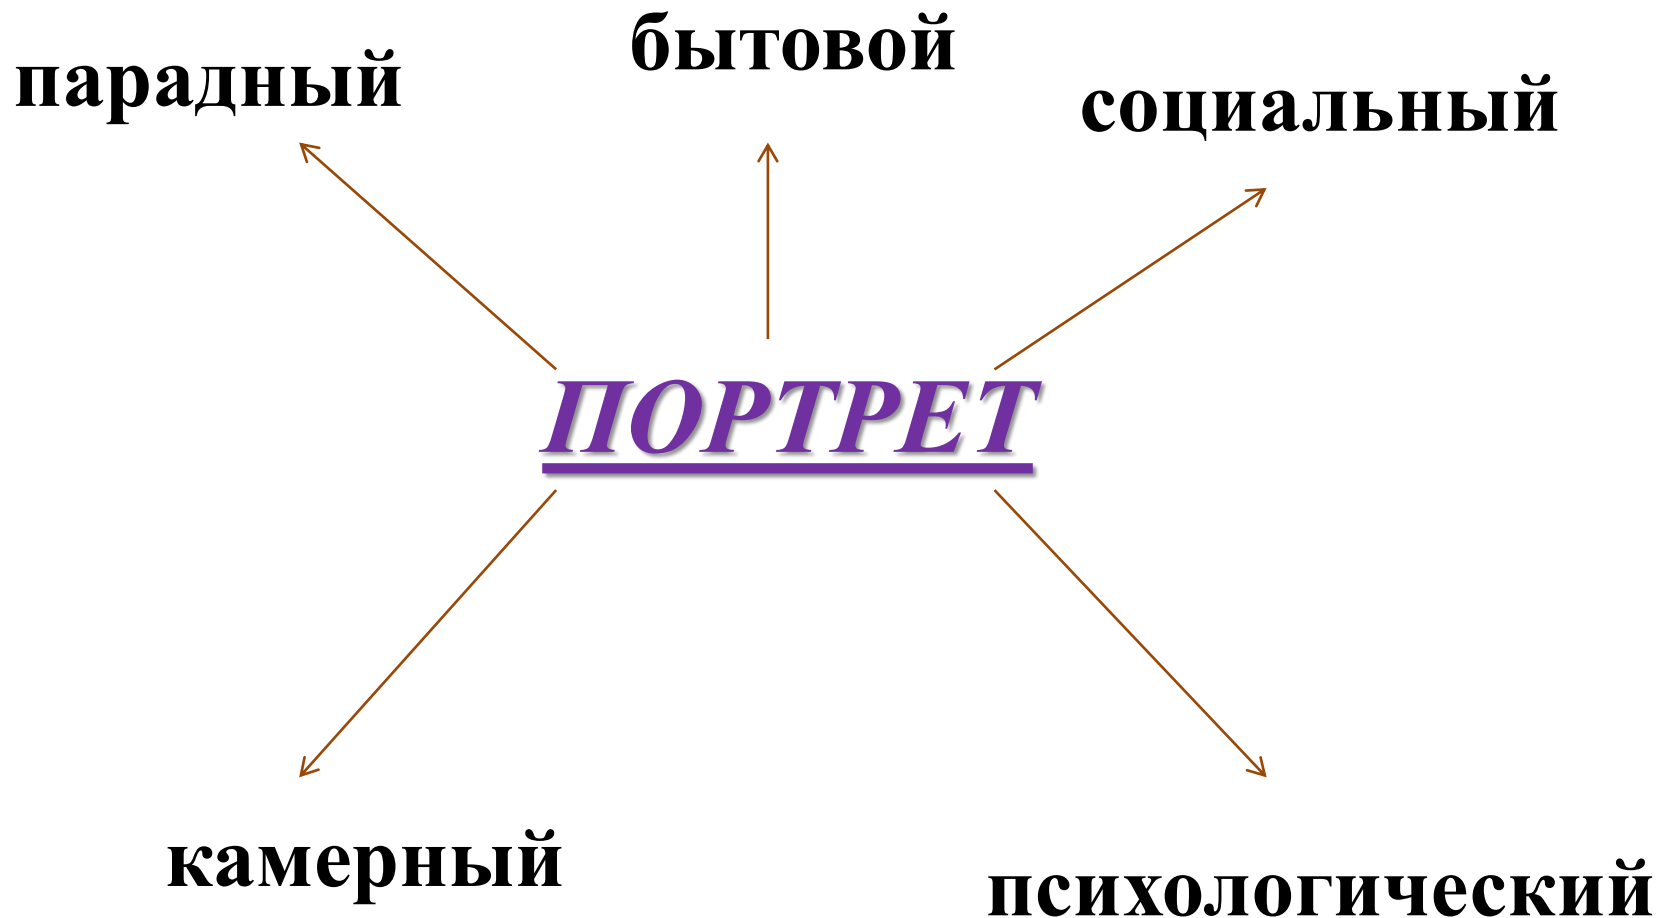 бытовой
парадный
социальный
ПОРТРЕТ
камерный
психологический